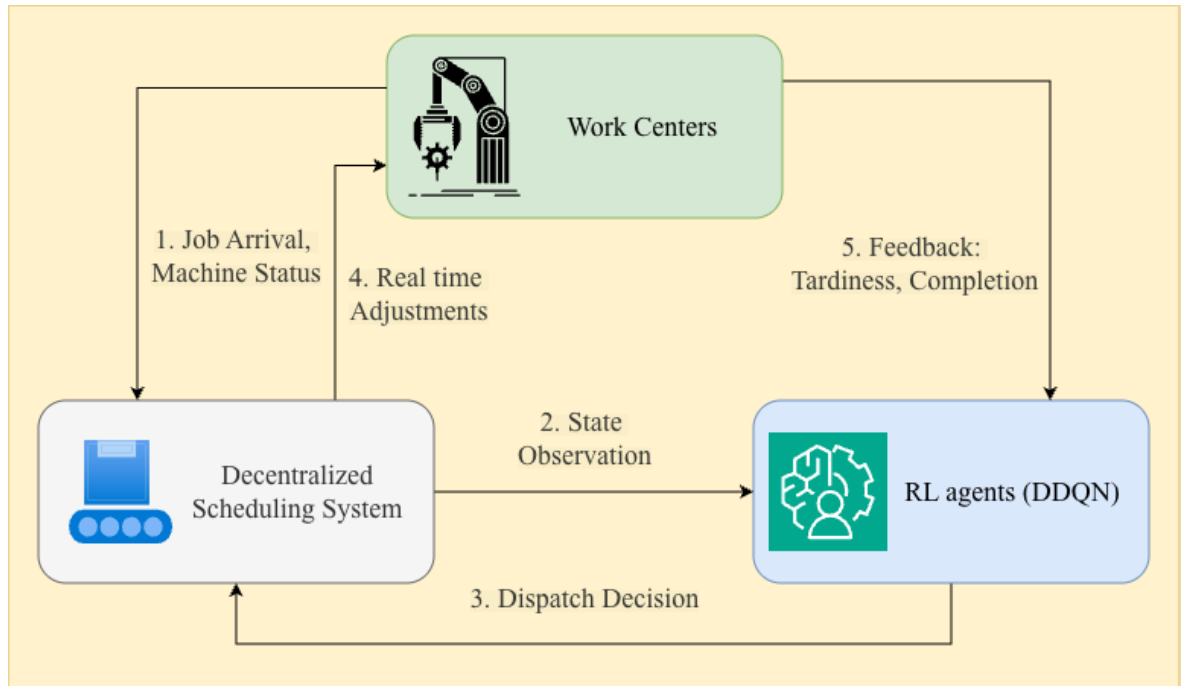 Work Centers
1. Job Arrival,
Machine Status
4. Real time
Adjustments
5. Feedback:
Tardiness, Completion
2. State
Observation
Decentralized
Scheduling System
RL agents (DDQN)
3. Dispatch Decision